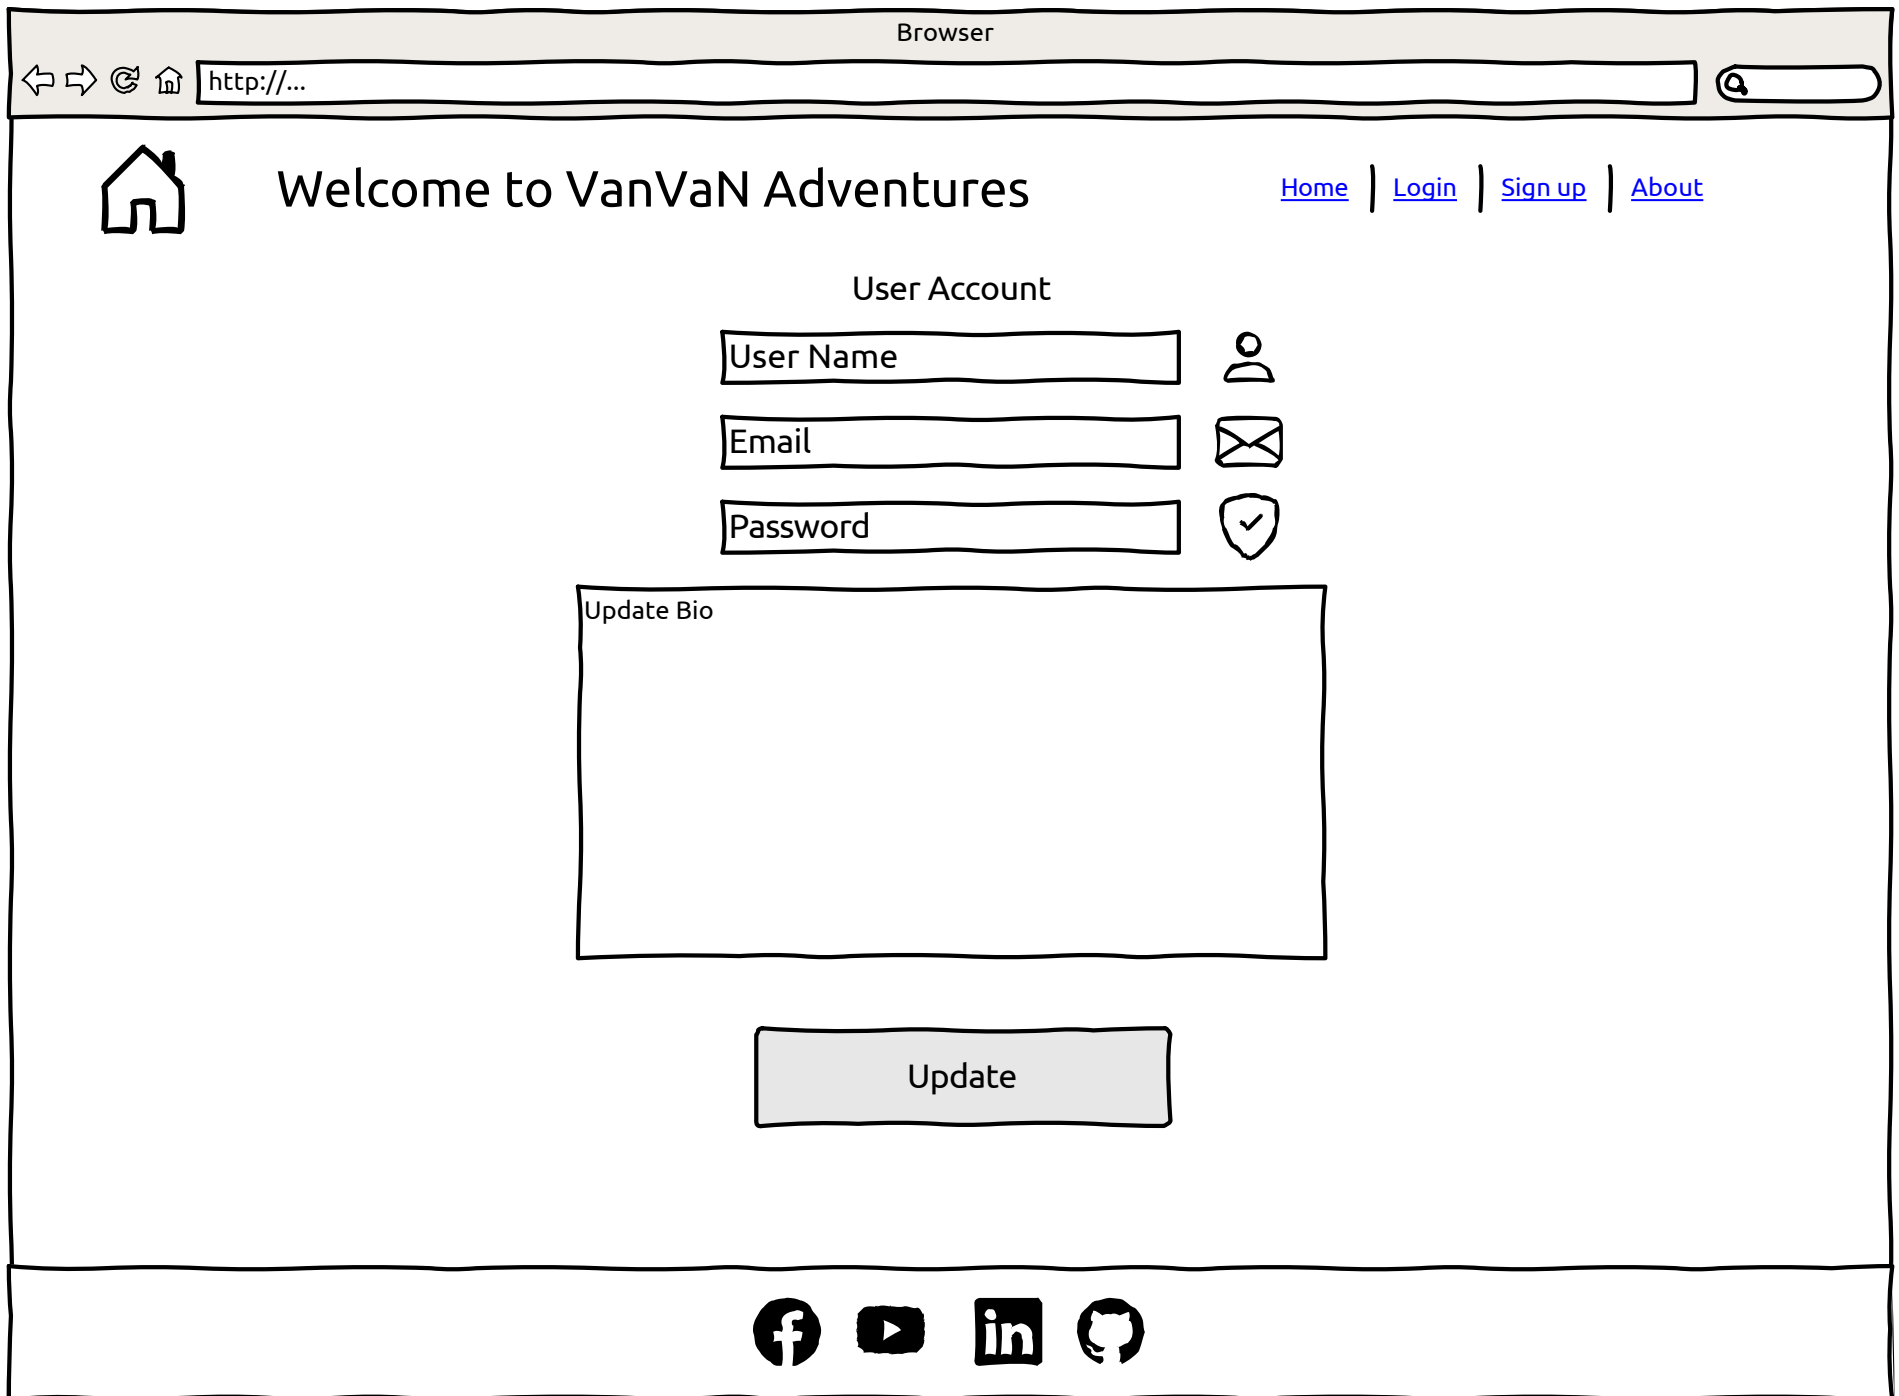 Browser
http://...
Welcome to VanVaN Adventures
Home
Login
Sign up
About
User Account
User Name
Email
Password
Update Bio
Update